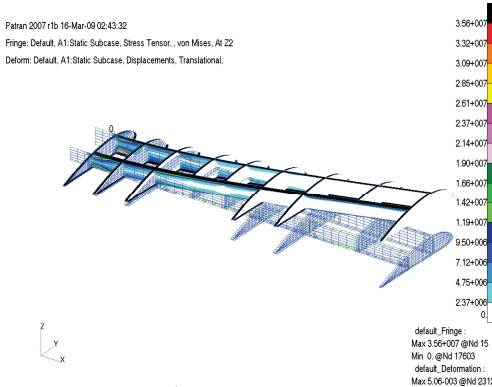 Patran 2007 r1b 16-Mar-09 02:43:32
Fringe: Default, A1:Static Subcase, Stress Tensor, , von Mises, At Z2
Deform: Default, A1:Static Subcase, Displacements, Translational,
3.56+007
3.32+007
3.09+007
2.85+007
2.61+007
2.37+007
2.14+007
1.90+007
1.66+007
1.42+007
1.19+007
9.50+006
7.12+006
4.75+006
2.37+006
0.
0
Z
Y
X
default_Fringe :
Max 3.56+007 @Nd 15
Min 0. @Nd 17603
default_Deformation :
Max 5.06-003 @Nd 231